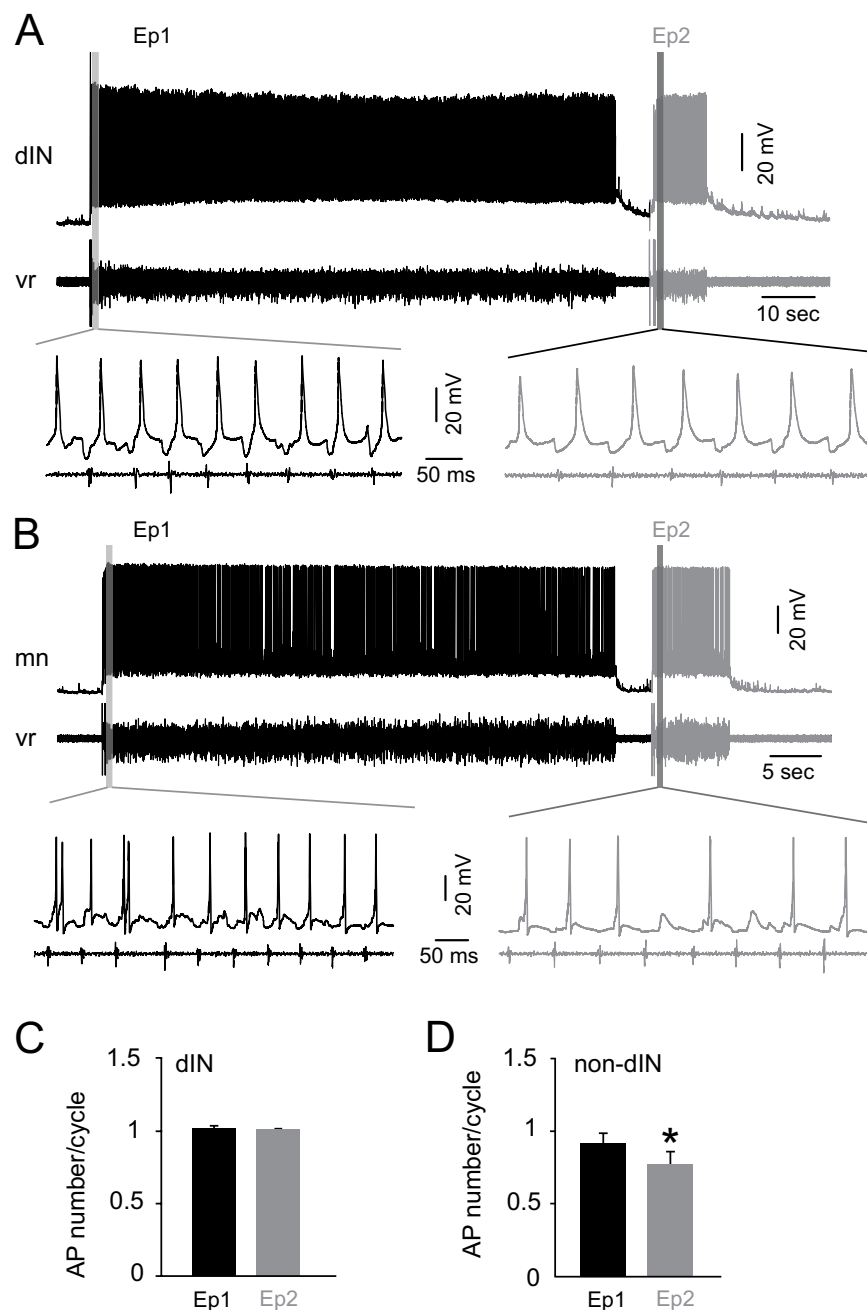 A
Ep1
Ep2
dIN
20 mV
vr
10 sec
20 mV
50 ms
B
Ep1
Ep2
mn
20 mV
vr
5 sec
20 mV
50 ms
C
D
1.5
dIN
1
0.5
0
AP number/cycle
Ep1
Ep2
1.5
non-dIN
1
*
0.5
0
AP number/cycle
Ep1
Ep2